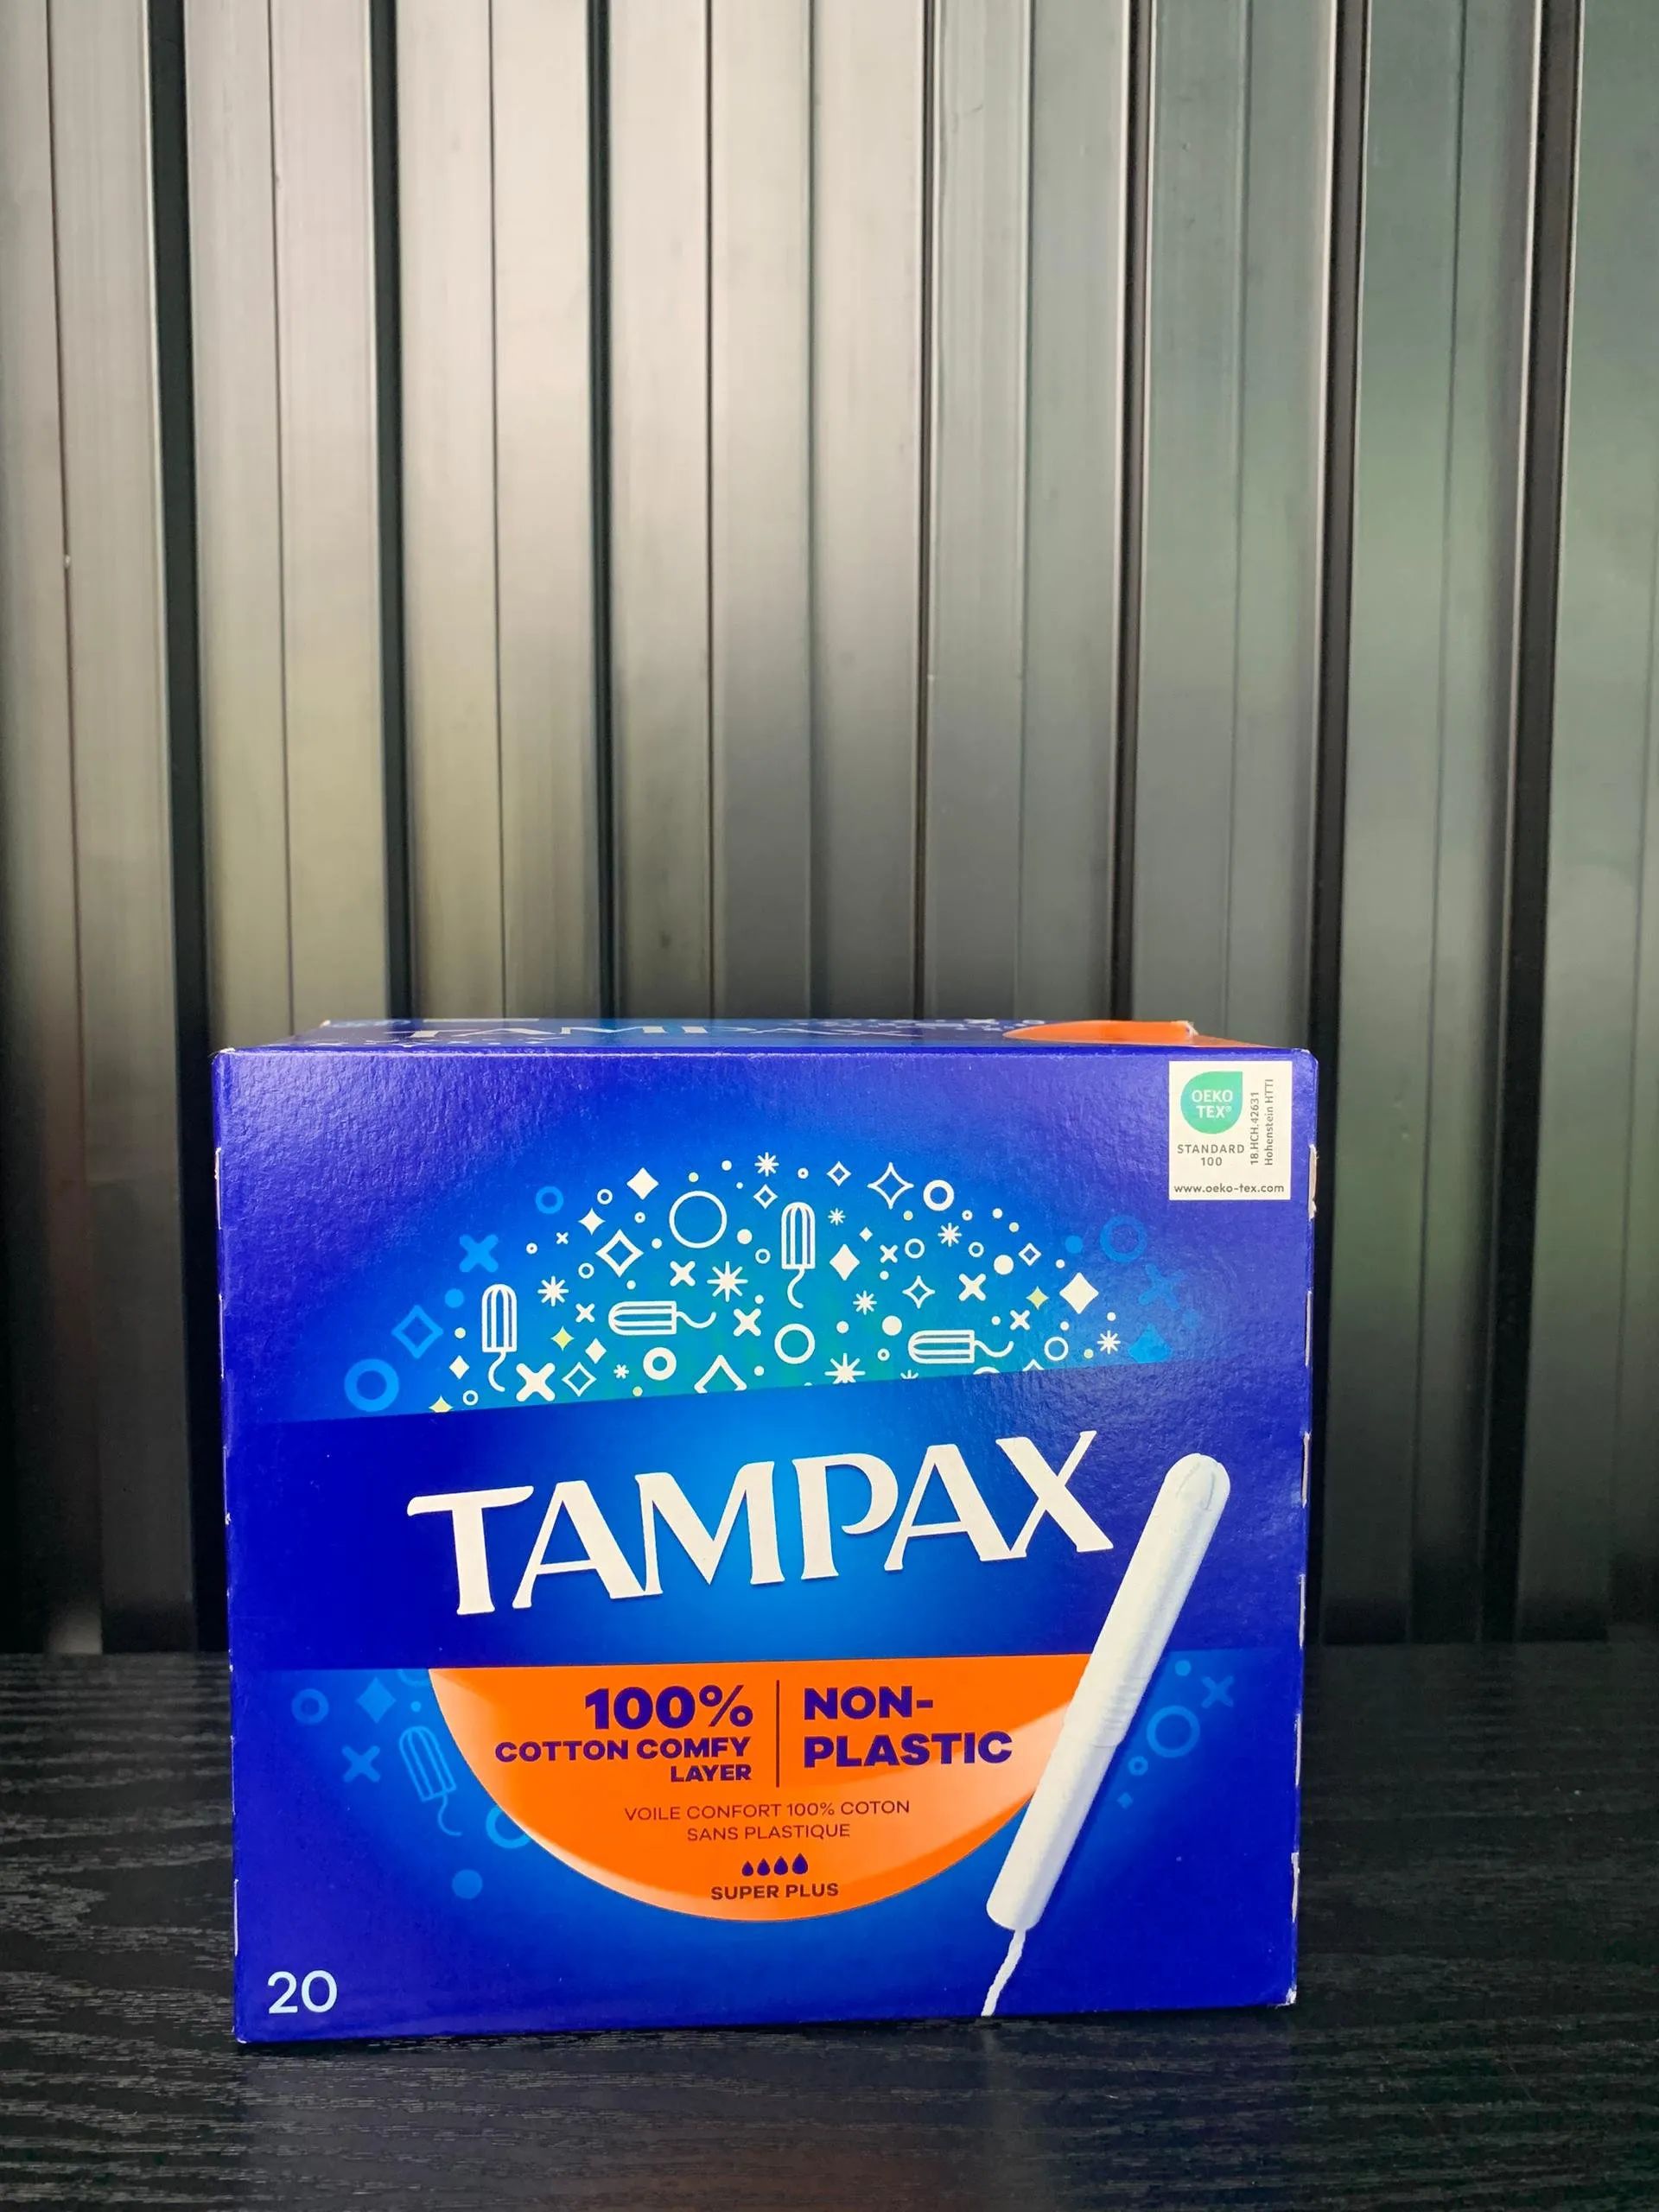 TAMPAX
OEKO
TEX®
STANDARD
100
18.HCH.42631
Hohenstein HTTI
www.oeko-tex.com
TAMPAX
100%
COTTON COMFY
LAYER
NON-
PLASTIC
VOILE CONFORT 100% COTON
SANS PLASTIQUE
SUPER PLUS
20